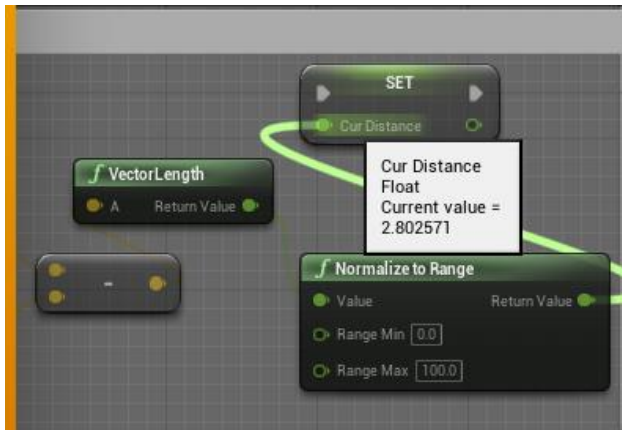 SET
Cur Distance
Cur Distance
Float
Current value =
2.802571
f VectorLength
A Return Value
-
f Normalize to Range
Value Return Value
Range Min 0.0
Range Max 100.0